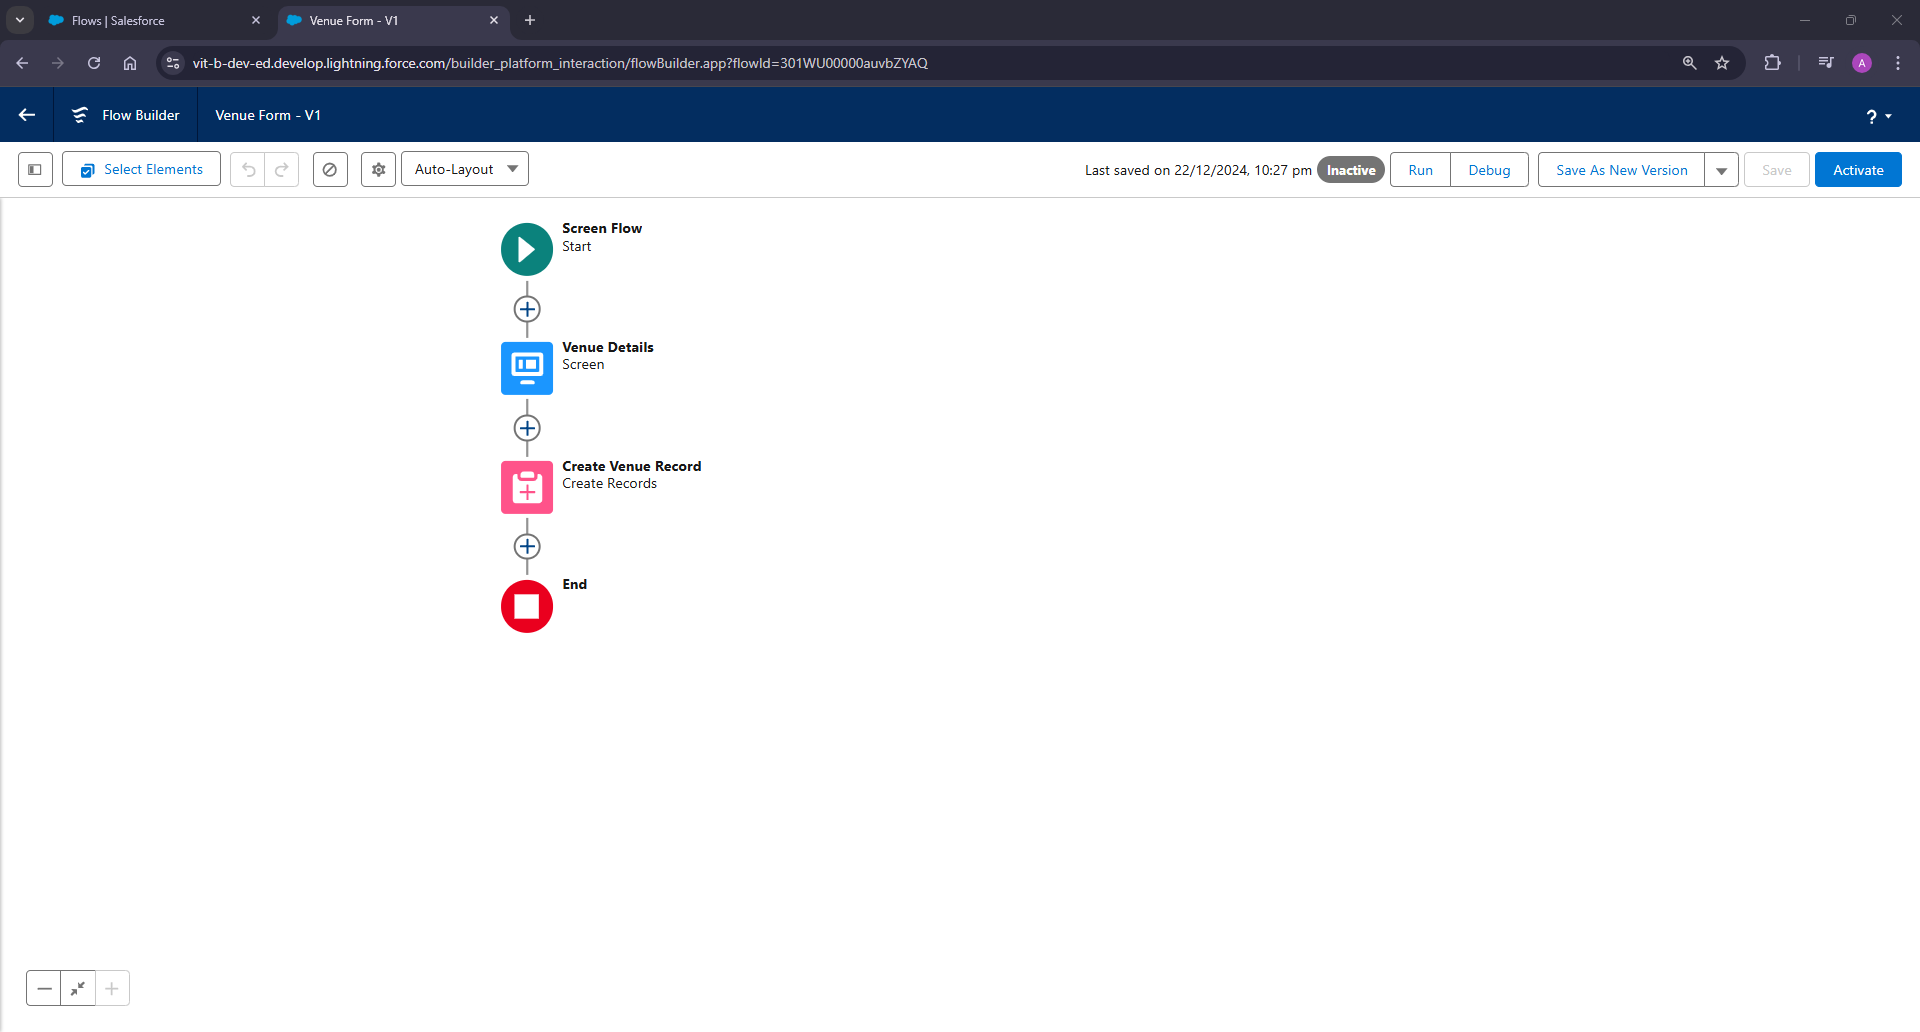 Flows | Salesforce
Venue Form - V1
vit-b-dev-ed.develop.lightning.force.com/builder_platform_interaction/flowBuilder.app?flowId=301WU00000auvbZYAQ
A
Flow Builder
Venue Form - V1
?
Select Elements
Auto-Layout
Last saved on 22/12/2024, 10:27 pm
Inactive
Run
Debug
Save As New Version
Save
Activate
Screen Flow
Start
Venue Details
Screen
Create Venue Record
Create Records
End